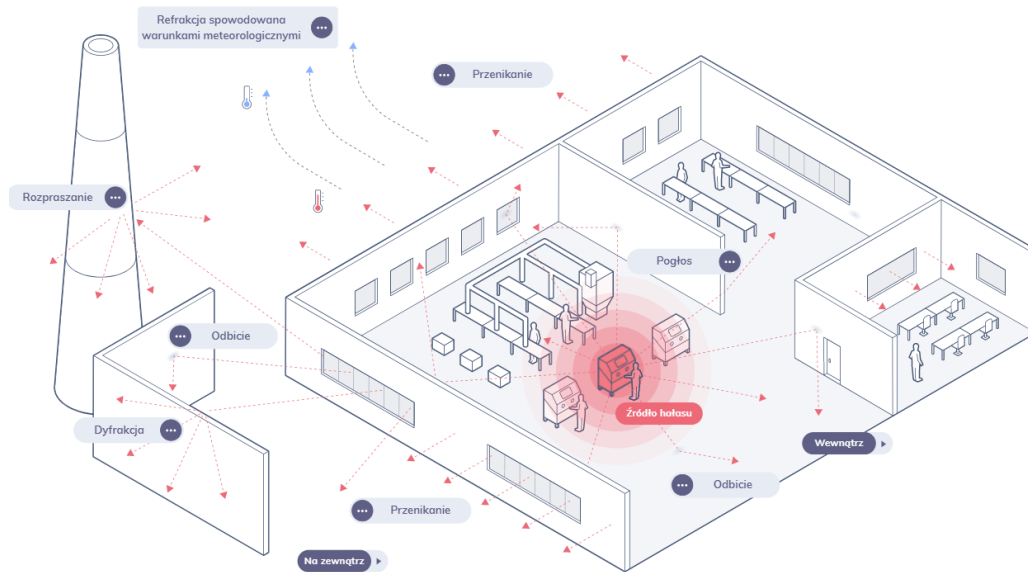 Refrakcja spowodowana
warunkami meteorologicznymi
Przenikanie
Rozpraszanie
Pogłos
Odbicie
Źródło hałasu
Dyfrakcja
Wewnątrz
Odbicie
Przenikanie
Na zewnątrz